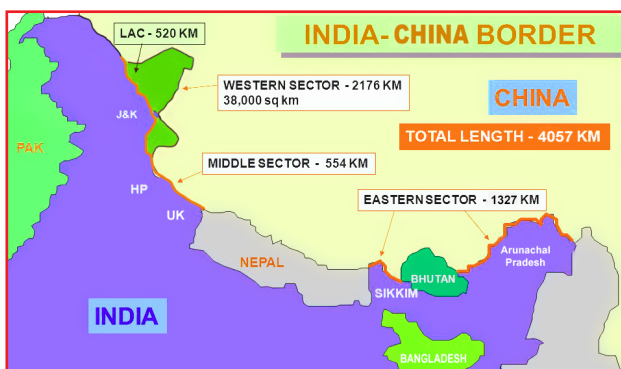 INDIA- CHINA BORDER
LAC - 520 KM
WESTERN SECTOR - 2176 KM
38,000 sq km
CHINA
J&K
TOTAL LENGTH - 4057 KM
PAK
MIDDLE SECTOR - 554 KM
HP
EASTERN SECTOR - 1327 KM
UK
Arunachal
Pradesh
NEPAL
BHUTAN
SIKKIM
INDIA
BANGLADESH